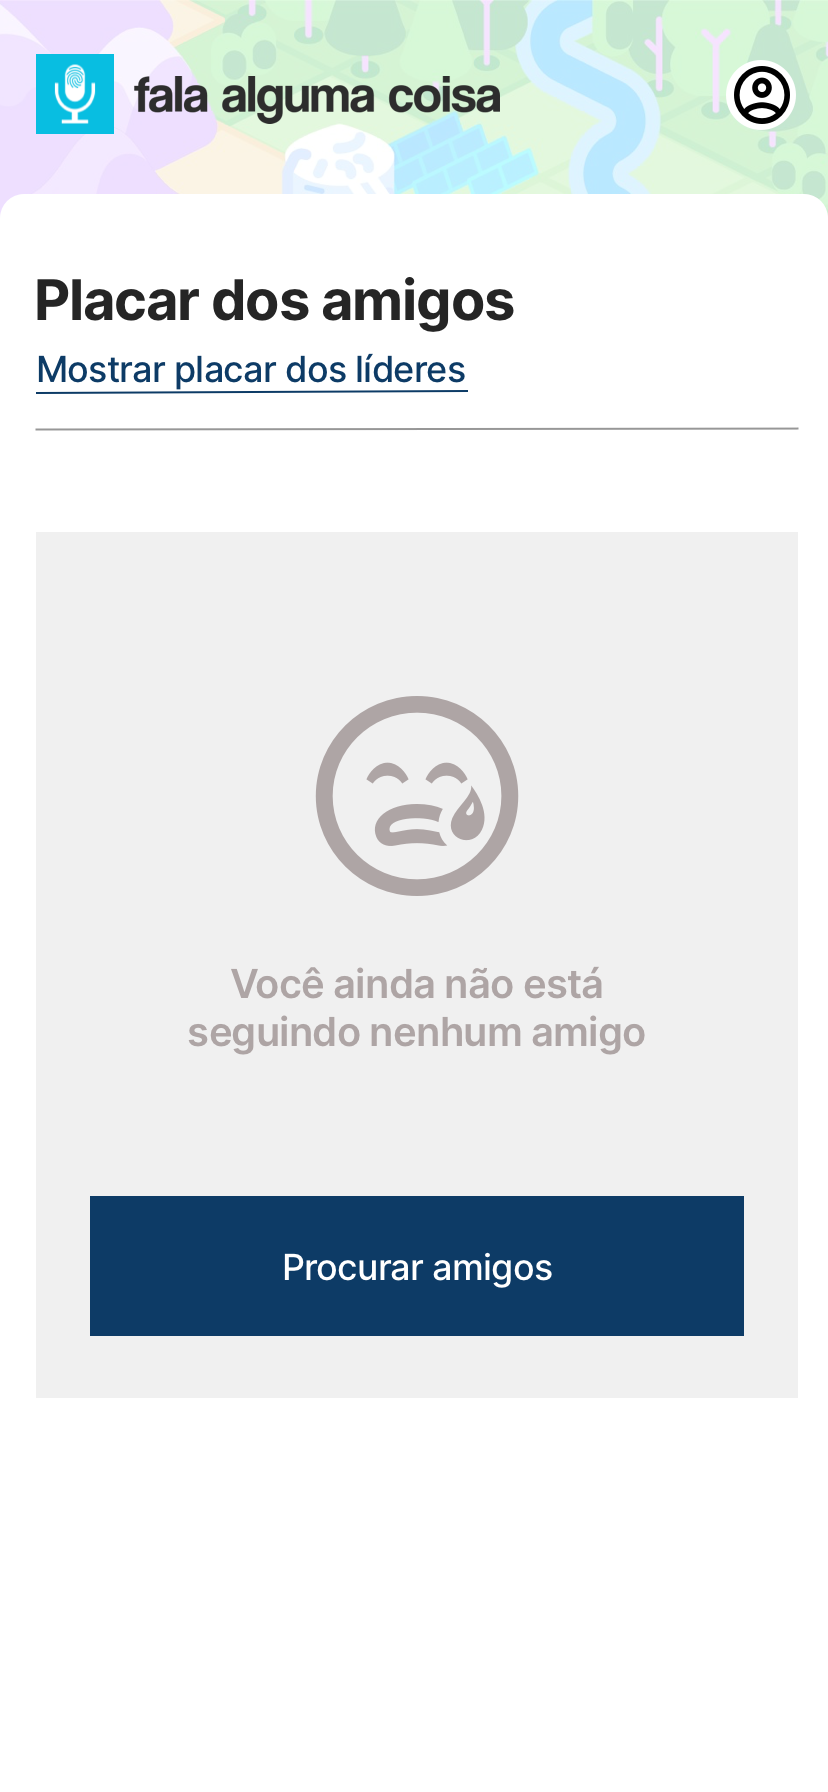 fala alguma coisa
Placar dos amigos
Mostrar placar dos líderes
Você ainda não está
seguindo nenhum amigo
Procurar amigos